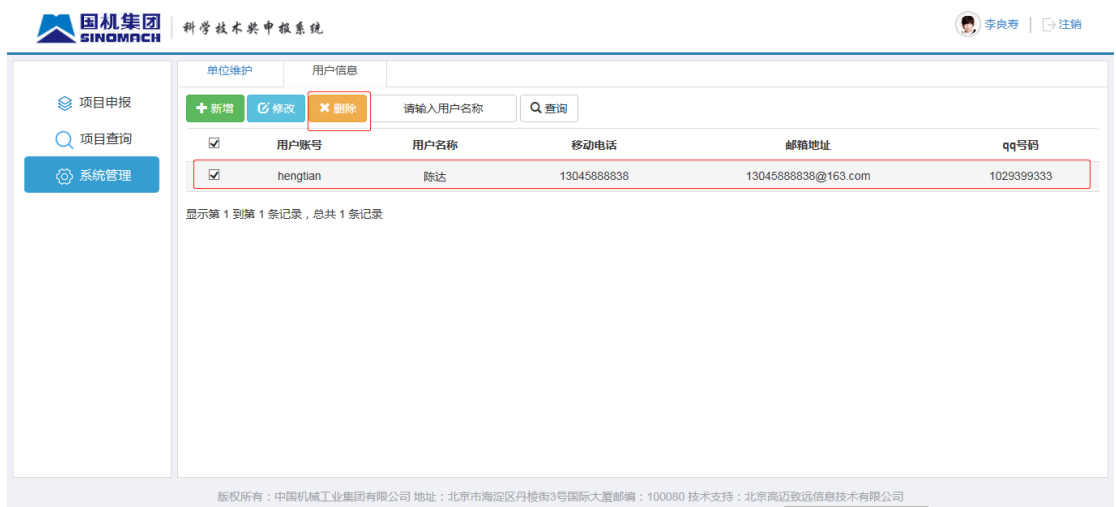 国机集团 SINOMACH 科学技术奖申报系统 李良寿 注销
单位维护 用户信息
项目申报
项目查询
系统管理
新增 修改 删除 请输入用户名称 查询
用户账号 用户名称 移动电话 邮箱地址 qq号码
hengtian 陈达 13045888838 13045888838@163.com 1029399333
显示第 1 到第 1 条记录，总共 1 条记录
版权所有：中国机械工业集团有限公司 地址：北京市海淀区丹棱街3号国际大厦邮编：100080 技术支持：北京高迈致远信息技术有限公司